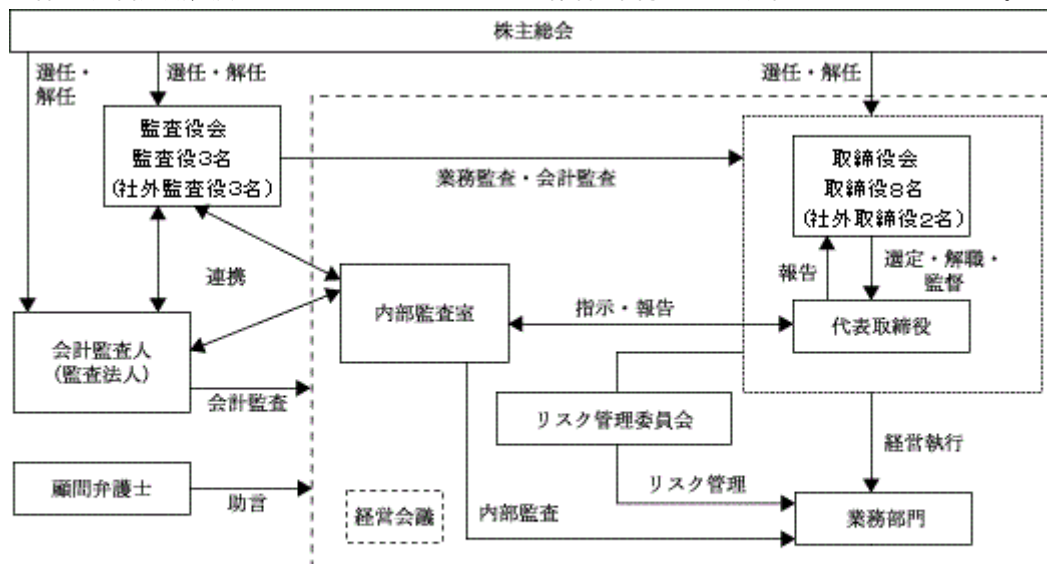 株主総会
選任・
解任
選任・解任
選任・解任
監査役会
監査役3名
(社外監査役3名)
業務監査・会計監査
取締役会
取締役8名
(社外取締役2名)
連携
報告
選定・解職・
監督
内部監査室
指示・報告
代表取締役
会計監査人
(監査法人)
会計監査
リスク管理委員会
経営執行
顧問弁護士
助言
経営会議
内部監査
リスク管理
業務部門